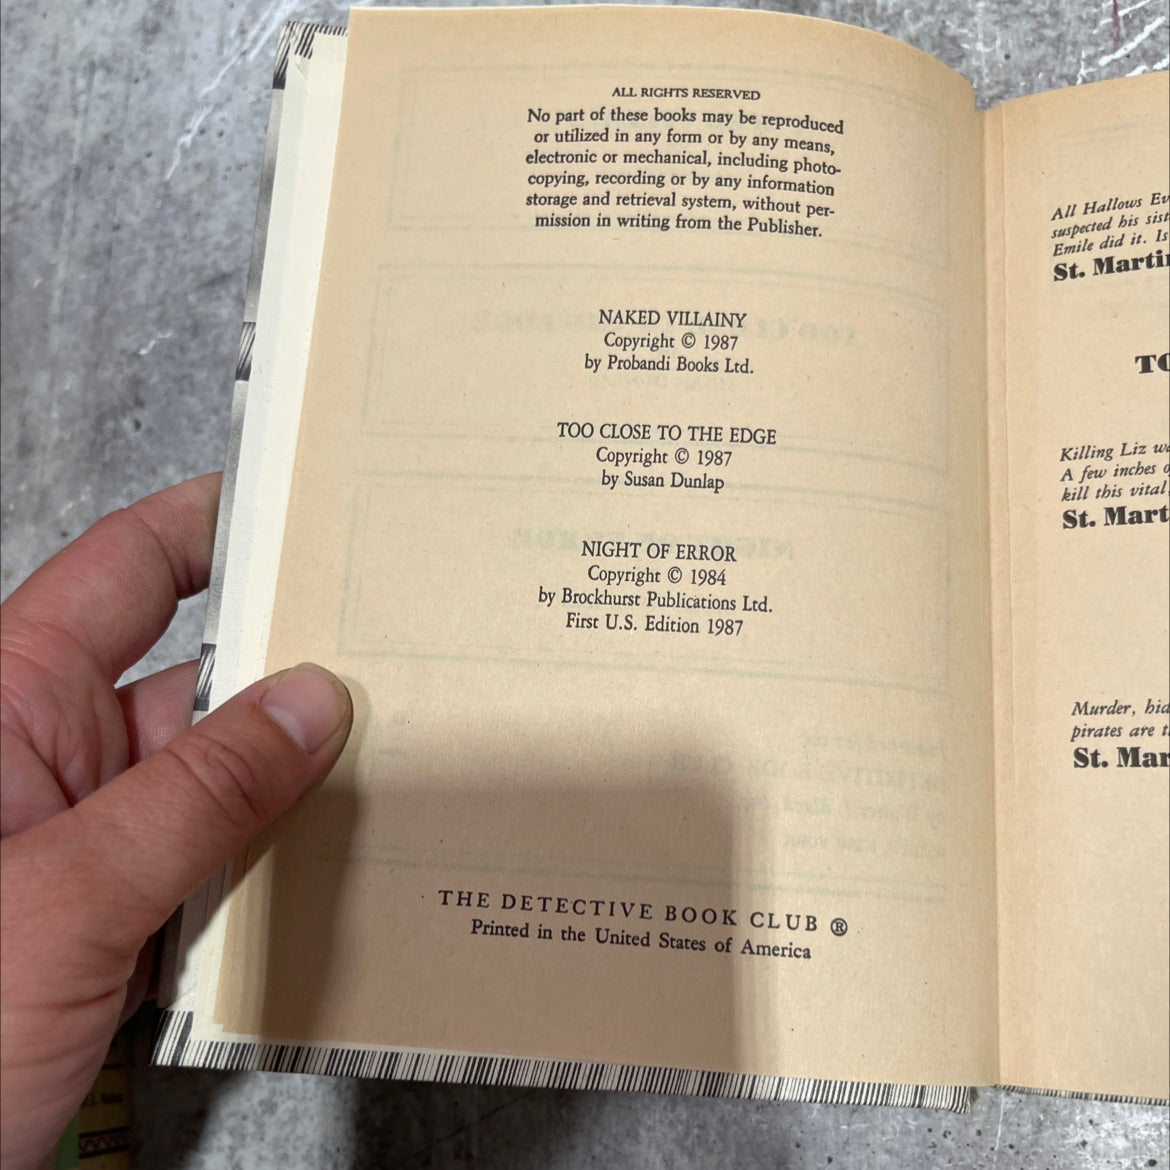 ALL RIGHTS RESERVED
No part of these books may be reproduced
or utilized in any form or by any means,
electronic or mechanical, including photo-
copying, recording or by any information
storage and retrieval system, without per-
mission in writing from the Publisher.
NAKED VILLAINY
Copyright © 1987
by Probandi Books Ltd.
TOO CLOSE TO THE EDGE
Copyright © 1987
by Susan Dunlap
NIGHT OF ERROR
Copyright © 1984
by Brockhurst Publications Ltd.
First U.S. Edition 1987
THE DETECTIVE BOOK CLUB ®
Printed in the United States of America
All Hallows Ev
suspected his sist
Emile did it. Is
St. Martin
TO
Killing Liz wa
A few inches o
kill this vital
St. Mart
Murder, hid
pirates are t
St. Mar